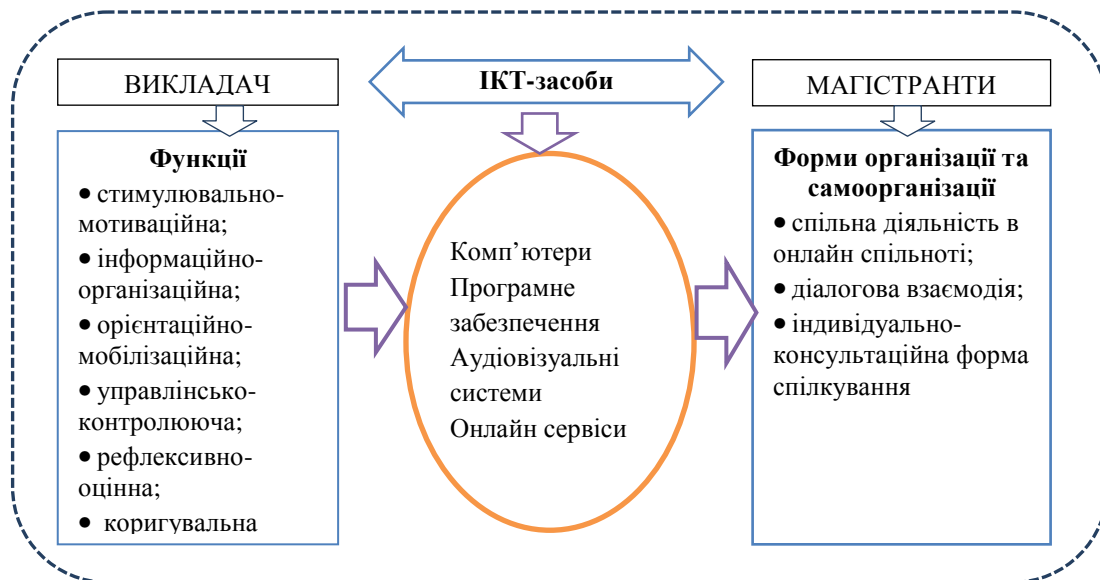 ВИКЛАДАЧ
ІКТ-засоби
МАГІСТРАНТИ
Функції
• стимулювально-
мотиваційна;
• інформаційно-
організаційна;
• орієнтаційно-
мобілізаційна;
• управлінсько-
контролююча;
• рефлексивно-
оцінна;
• коригувальна
Комп’ютери
Програмне
забезпечення
Аудіовізуальні
системи
Онлайн сервіси
Форми організації та
самоорганізації
• спільна діяльність в
онлайн спільноті;
• діалогова взаємодія;
• індивідуально-
консультаційна форма
спілкування